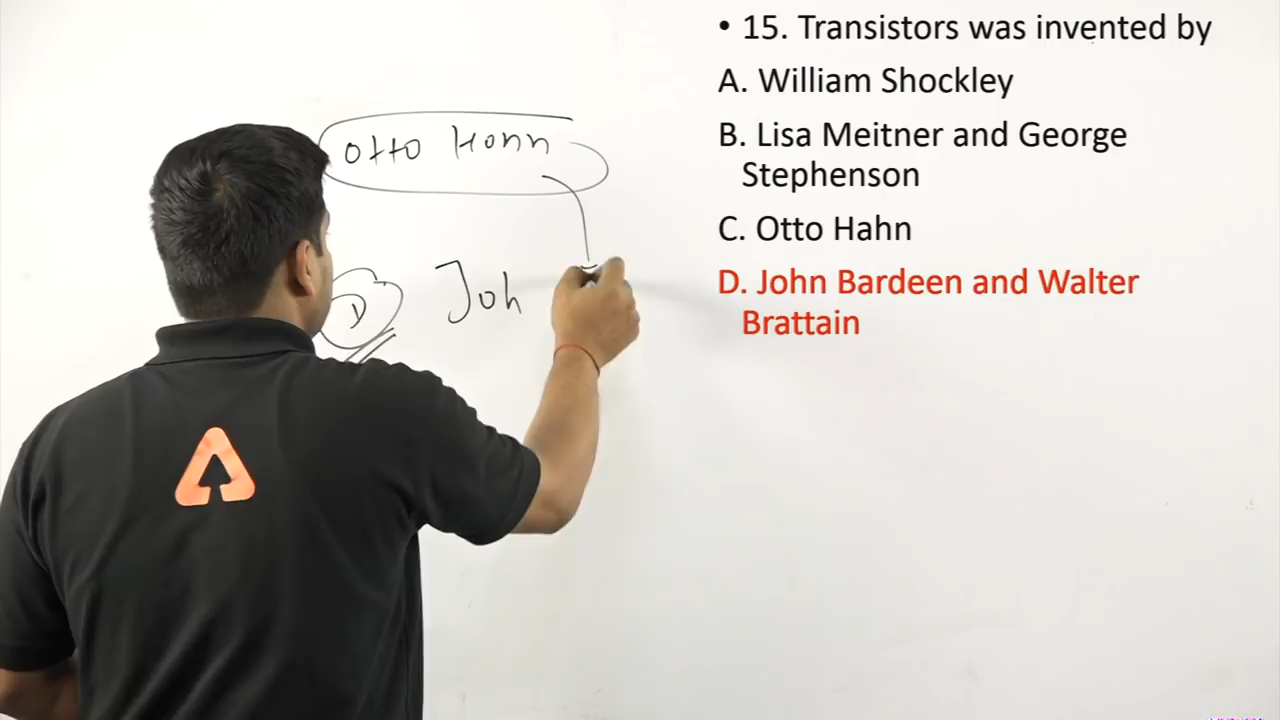 • 15. Transistors was invented by
A. William Shockley
B. Lisa Meitner and George
Stephenson
C. Otto Hahn
D. John Bardeen and Walter
Brattain
Otto Hann
D Joh